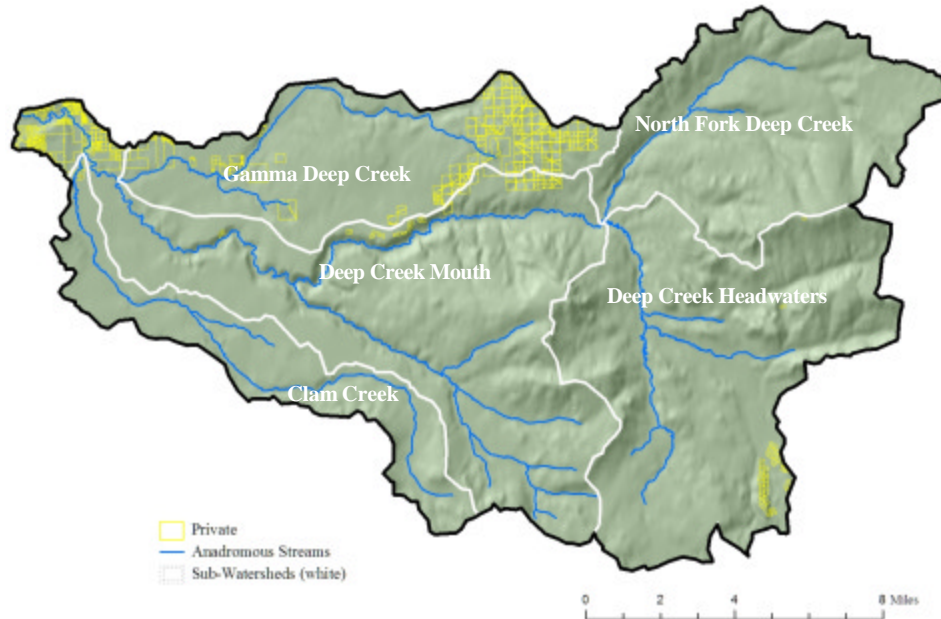 North Fork Deep Creek
Gamma Deep Creek
Deep Creek Mouth
Deep Creek Headwaters
Clam Creek
Private
Anadromous Streams
Sub-Watersheds (white)
0 2 4 8 Miles